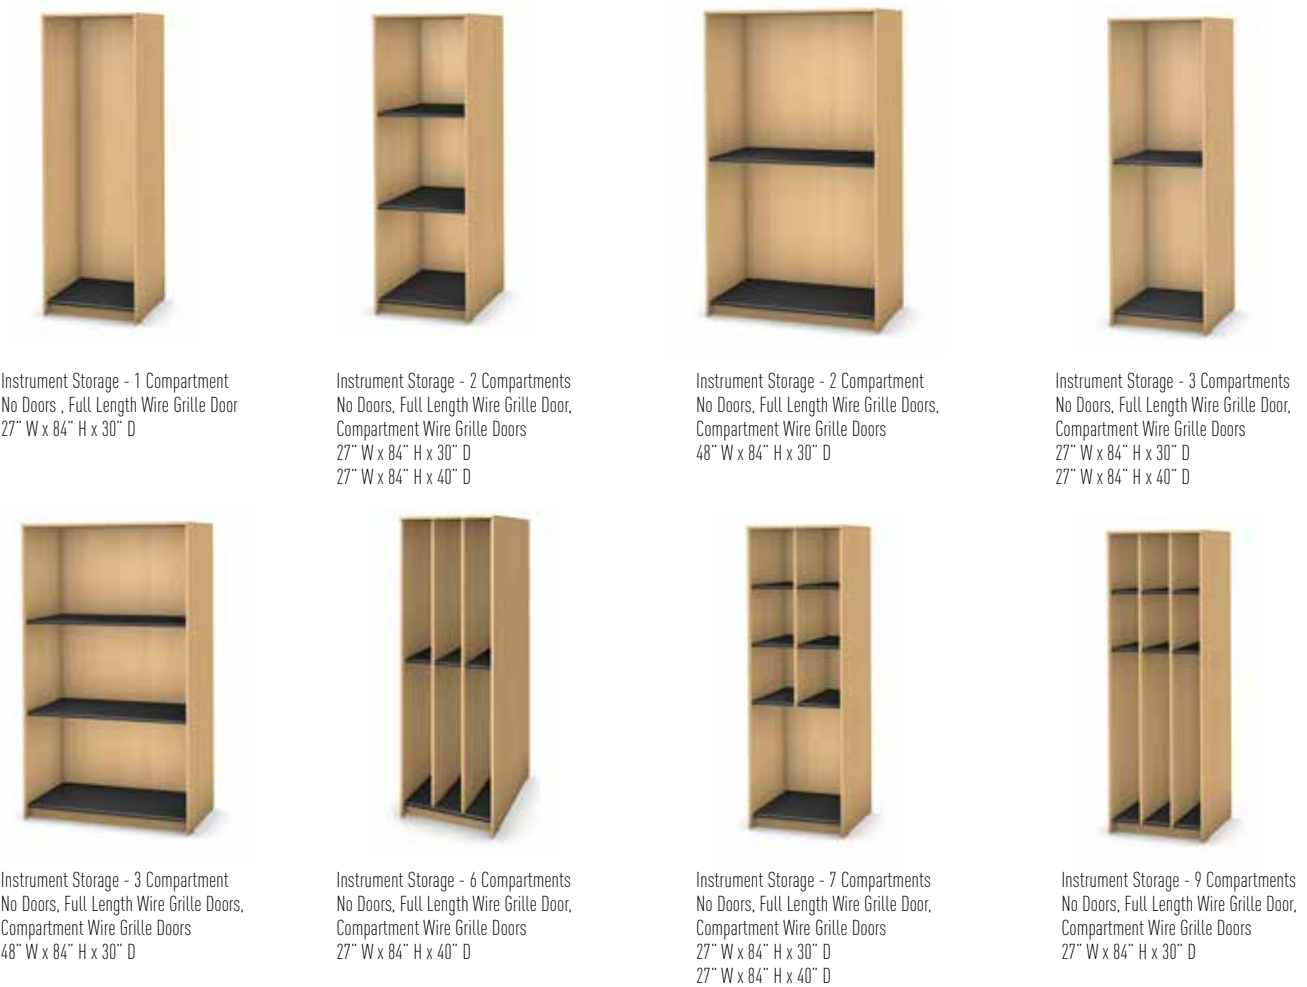 Instrument Storage - 1 Compartment
No Doors , Full Length Wire Grille Door
27" W x 84" H x 30" D
Instrument Storage - 2 Compartments
No Doors, Full Length Wire Grille Door,
Compartment Wire Grille Doors
27" W x 84" H x 30" D
27" W x 84" H x 40" D
Instrument Storage - 2 Compartment
No Doors, Full Length Wire Grille Doors,
Compartment Wire Grille Doors
48" W x 84" H x 30" D
Instrument Storage - 3 Compartments
No Doors, Full Length Wire Grille Door,
Compartment Wire Grille Doors
27" W x 84" H x 30" D
27" W x 84" H x 40" D
Instrument Storage - 3 Compartment
No Doors, Full Length Wire Grille Doors,
Compartment Wire Grille Doors
48" W x 84" H x 30" D
Instrument Storage - 6 Compartments
No Doors, Full Length Wire Grille Door,
Compartment Wire Grille Doors
27" W x 84" H x 40" D
Instrument Storage - 7 Compartments
No Doors, Full Length Wire Grille Door,
Compartment Wire Grille Doors
27" W x 84" H x 30" D
27" W x 84" H x 40" D
Instrument Storage - 9 Compartments
No Doors, Full Length Wire Grille Door,
Compartment Wire Grille Doors
27" W x 84" H x 30" D